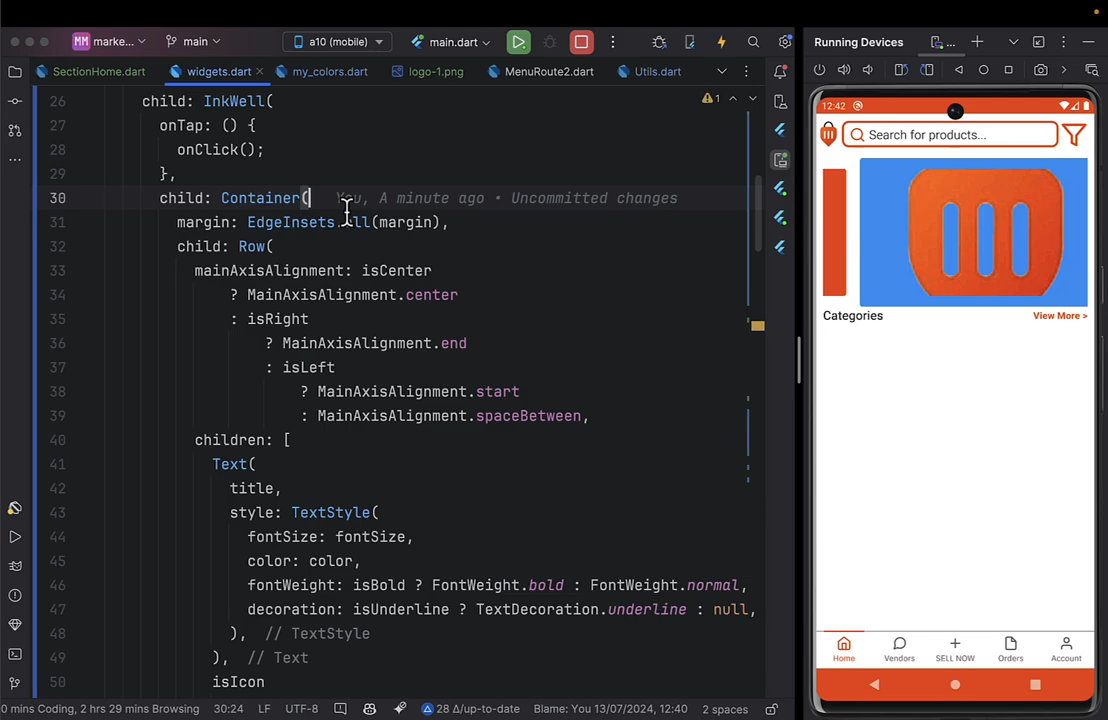 MM marke...
main
a10 (mobile)
main.dart
Running Devices
SectionHome.dart
widgets.dart
my_colors.dart
logo-1.png
MenuRoute2.dart
Utils.dart
26 child: InkWell(
27 onTap: () {
28 onClick();
29 },
30 child: Container( You, A minute ago • Uncommitted changes
31 margin: EdgeInsets.all(margin),
32 child: Row(
33 mainAxisAlignment: isCenter
34 ? MainAxisAlignment.center
35 : isRight
36 ? MainAxisAlignment.end
37 : isLeft
38 ? MainAxisAlignment.start
39 : MainAxisAlignment.spaceBetween,
40 children: [
41 Text(
42 title,
43 style: TextStyle(
44 fontSize: fontSize,
45 color: color,
46 fontWeight: isBold ? FontWeight.bold : FontWeight.normal,
47 decoration: isUnderline ? TextDecoration.underline : null,
48 ), // TextStyle
49 ), // Text
50 isIcon
1
12:42
Search for products...
Categories
View More >
Home
Vendors
SELL NOW
Orders
Account
0 mins Coding, 2 hrs 29 mins Browsing
30:24
LF
UTF-8
28 Δ/up-to-date
Blame: You 13/07/2024, 12:40
2 spaces